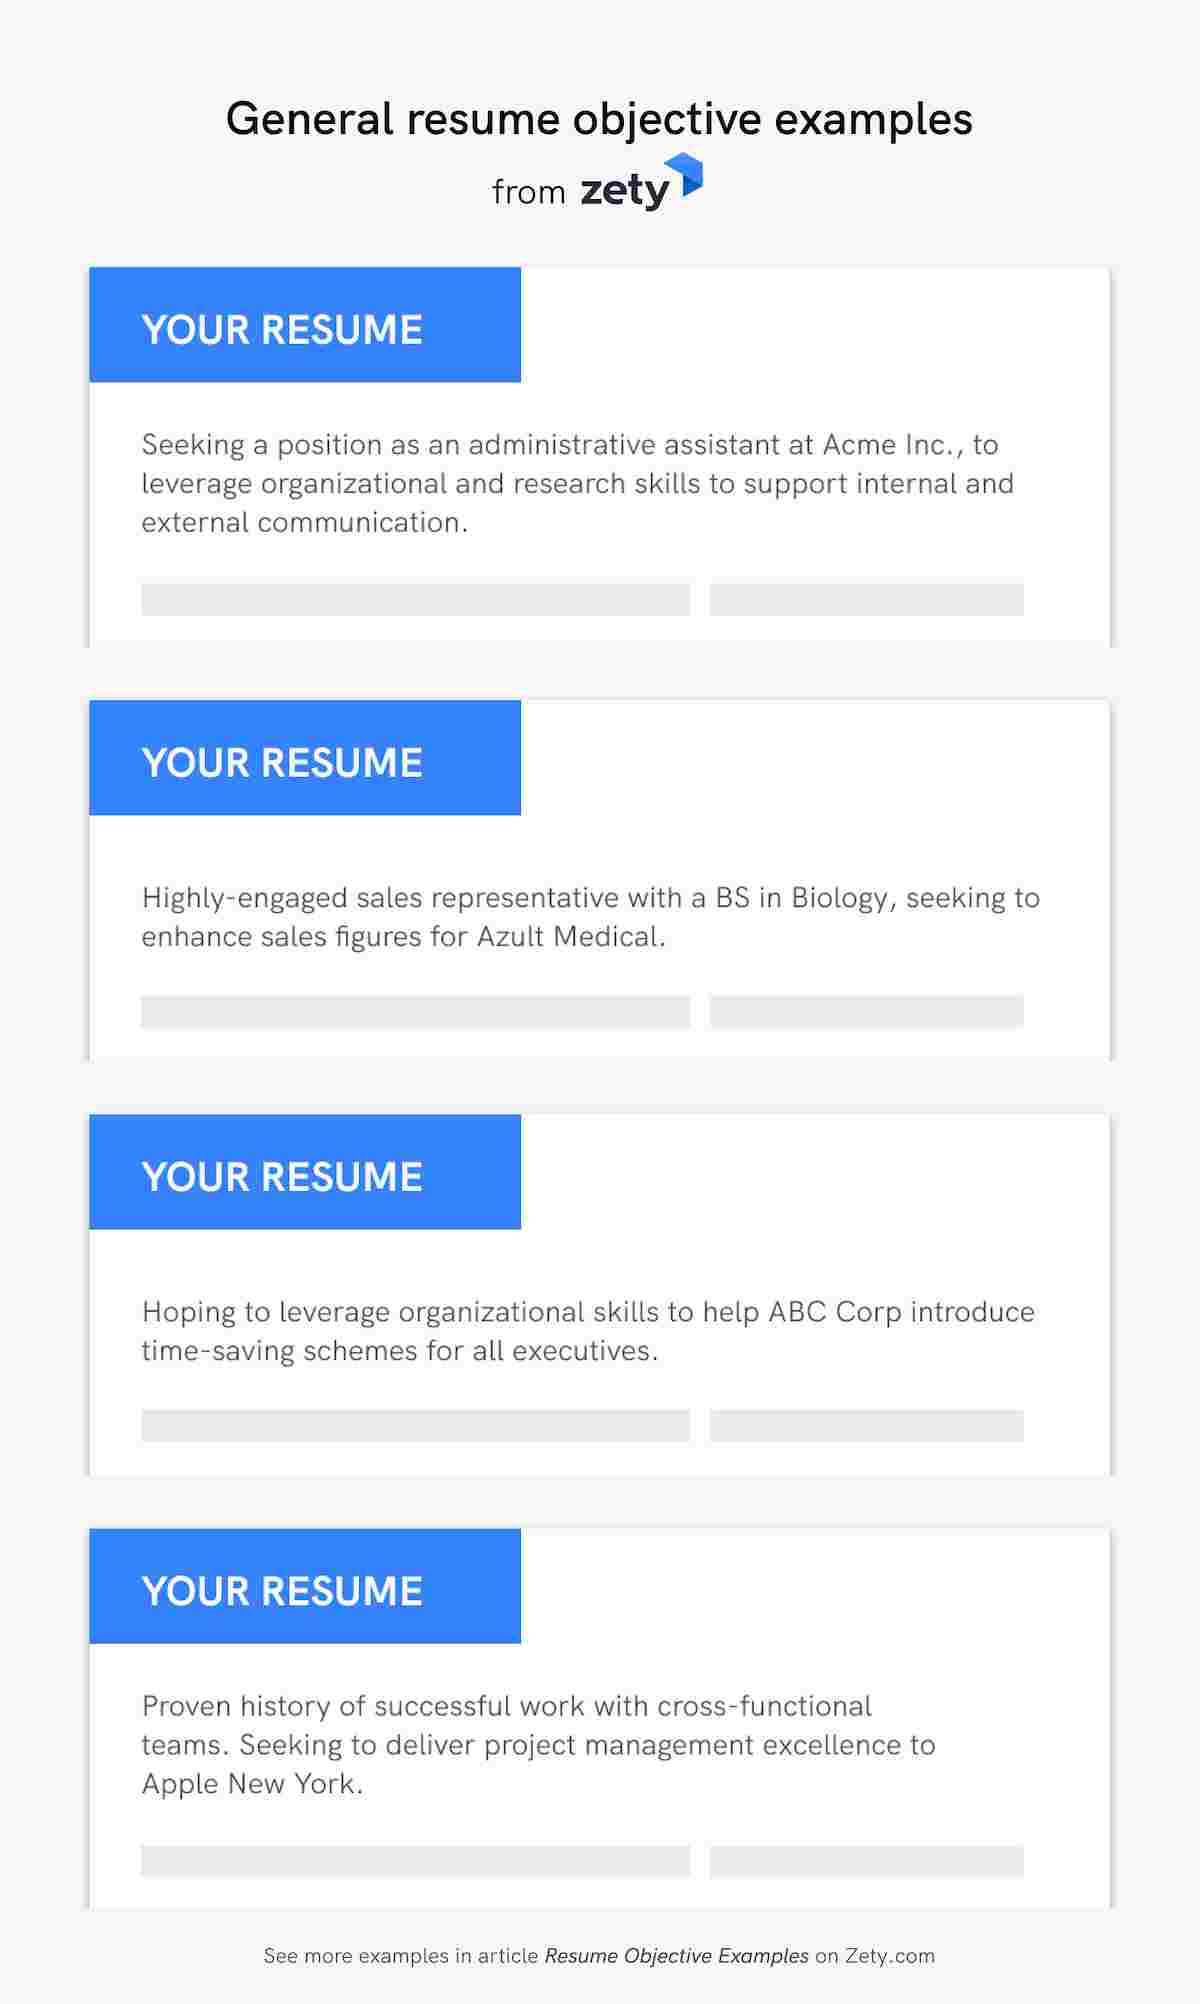 General resume objective examples
from zety
YOUR RESUME
Seeking a position as an administrative assistant at Acme Inc., to
leverage organizational and research skills to support internal and
external communication.
YOUR RESUME
Highly-engaged sales representative with a BS in Biology, seeking to
enhance sales figures for Azult Medical.
YOUR RESUME
Hoping to leverage organizational skills to help ABC Corp introduce
time-saving schemes for all executives.
YOUR RESUME
Proven history of successful work with cross-functional
teams. Seeking to deliver project management excellence to
Apple New York.
See more examples in article Resume Objective Examples on Zety.com